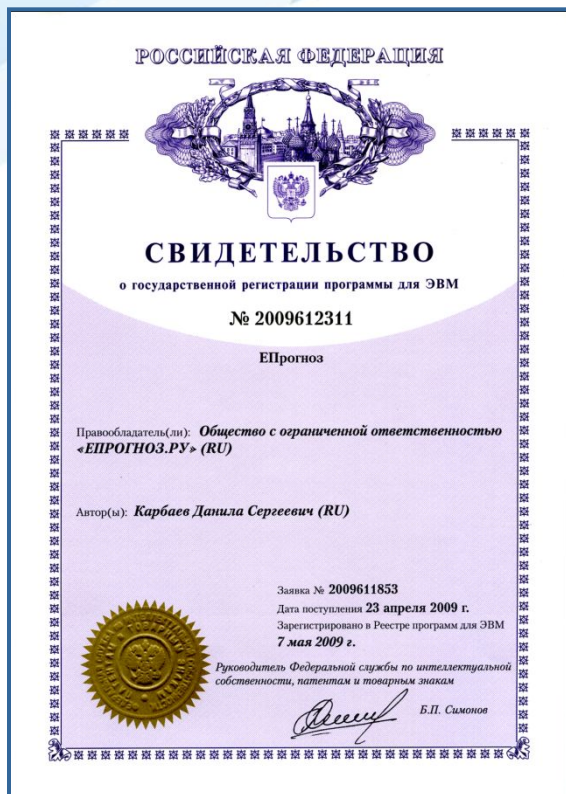 РОССИЙСКАЯ ФЕДЕРАЦИЯ
СВИДЕТЕЛЬСТВО
о государственной регистрации программы для ЭВМ
№ 2009612311
ЕПрогноз
Правообладатель(ли): Общество с ограниченной ответственностью
«ЕПРОГНОЗ.РУ» (RU)
Автор(ы): Карбаев Данила Сергеевич (RU)
Заявка № 2009611853
Дата поступления 23 апреля 2009 г.
Зарегистрировано в Реестре программ для ЭВМ
7 мая 2009 г.
Руководитель Федеральной службы по интеллектуальной
собственности, патентам и товарным знакам
Б.П. Симонов